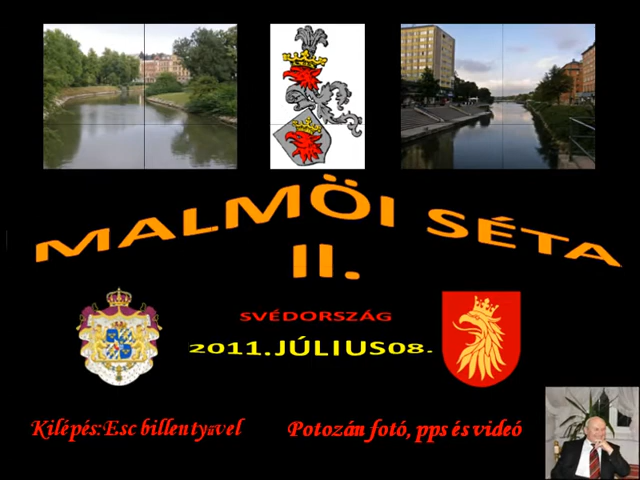 MALMÖI SÉTA
II.
SVÉDORSZÁG
2011.JÚLIUS08.
Kilépés:Esc billentyűvel
Potozán fotó, pps és videó